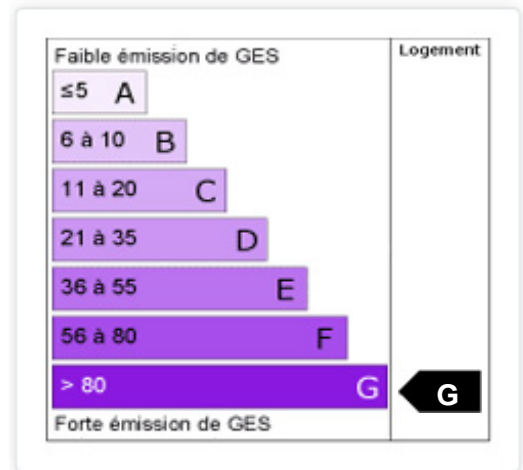 Faible émission de GES
Logement
≤5 A
6 à 10 B
11 à 20 C
21 à 35 D
36 à 55 E
56 à 80 F
> 80 G
G
Forte émission de GES